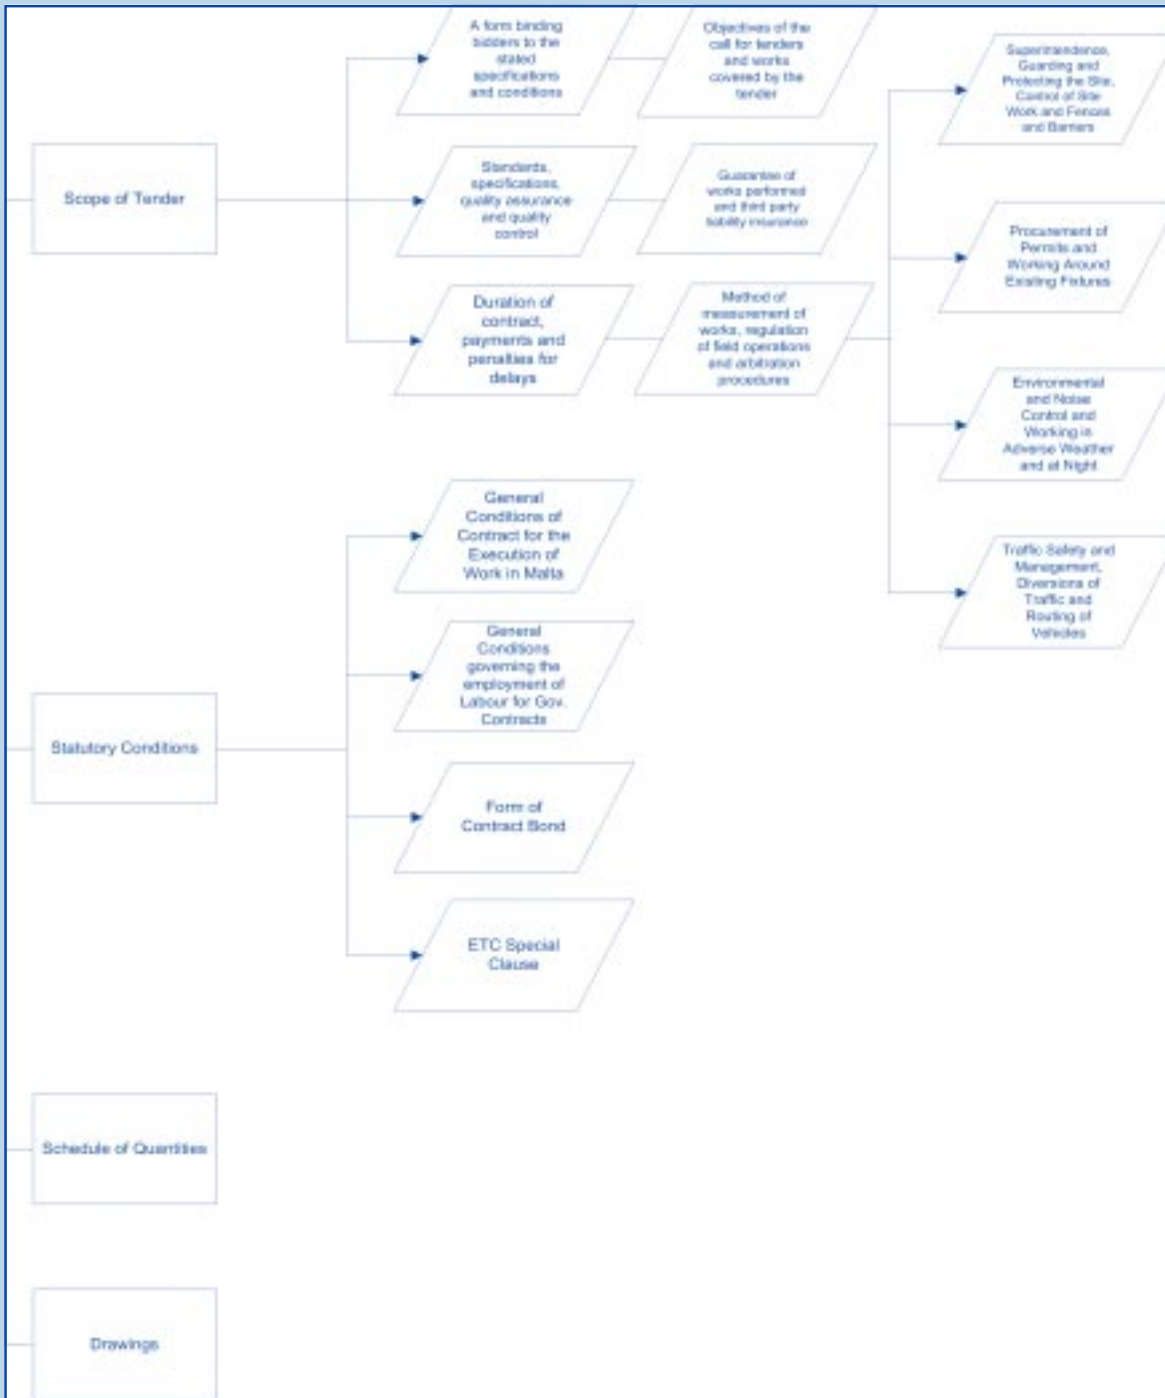 A form binding
bidders to the
stated
specifications
and conditions
Objectives of the
call for tenders
and works
covered by the
tender
Superintendence,
Guarding and
Protecting the Site,
Control of Site
Work and Fences
and Barriers
Scope of Tender
Standards,
specifications,
quality assurance
and quality
control
Guarantee of
works performed
and third party
liability insurance
Procurement of
Permits and
Working Around
Existing Fixtures
Duration of
contract,
payments and
penalties for
delays
Method of
measurement of
works, regulation
of field operations
and arbitration
procedures
Environmental
and Noise
Control and
Working in
Adverse Weather
and at Night
General
Conditions of
Contract for the
Execution of
Work in Malta
Traffic Safety and
Management,
Diversions of
Traffic and
Routing of
Vehicles
General
Conditions
governing the
employment of
Labour for Gov.
Contracts
Statutory Conditions
Form of
Contract Bond
ETC Special
Clause
Schedule of Quantities
Drawings